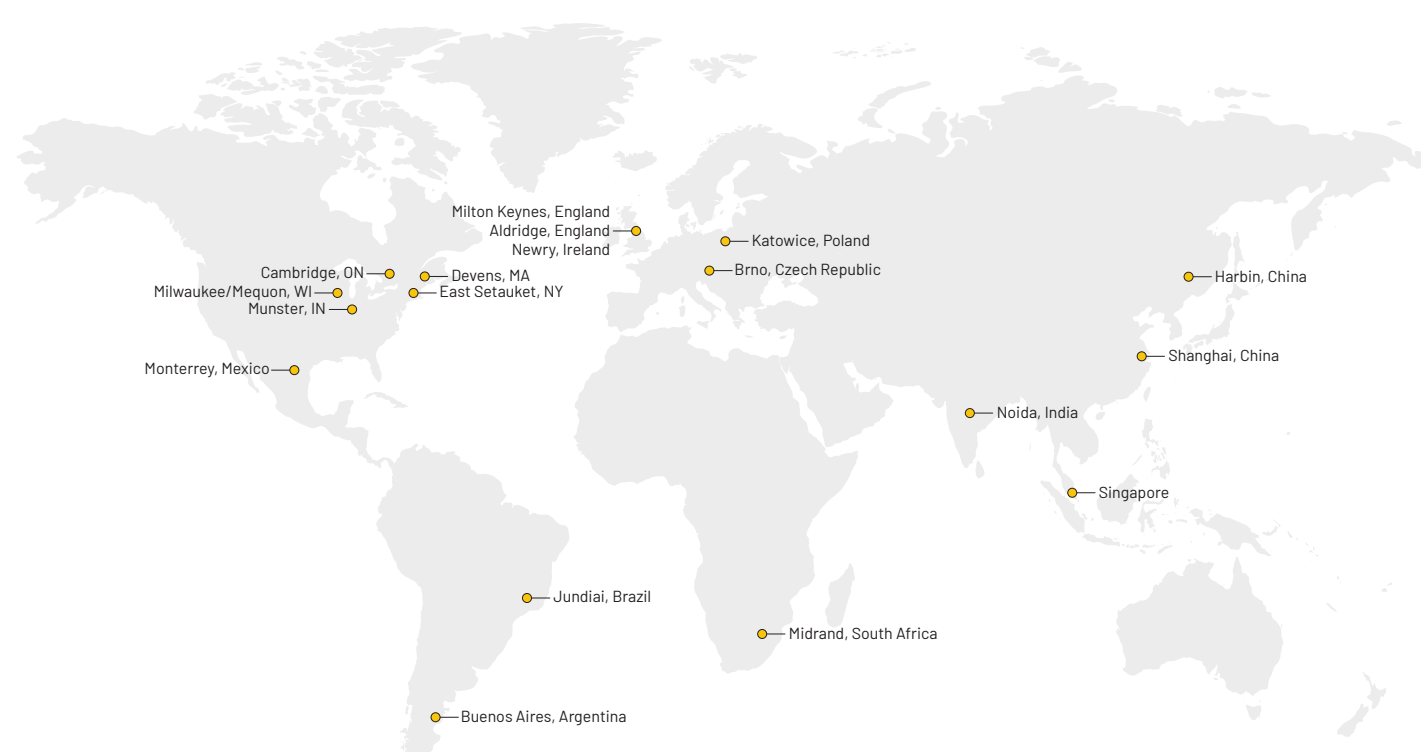 Milton Keynes, England
Aldridge, England
Newry, Ireland
Katowice, Poland
Brno, Czech Republic
Cambridge, ON
Devens, MA
Milwaukee/Mequon, WI
East Setauket, NY
Munster, IN
Harbin, China
Monterrey, Mexico
Shanghai, China
Noida, India
Singapore
Jundiai, Brazil
Midrand, South Africa
Buenos Aires, Argentina